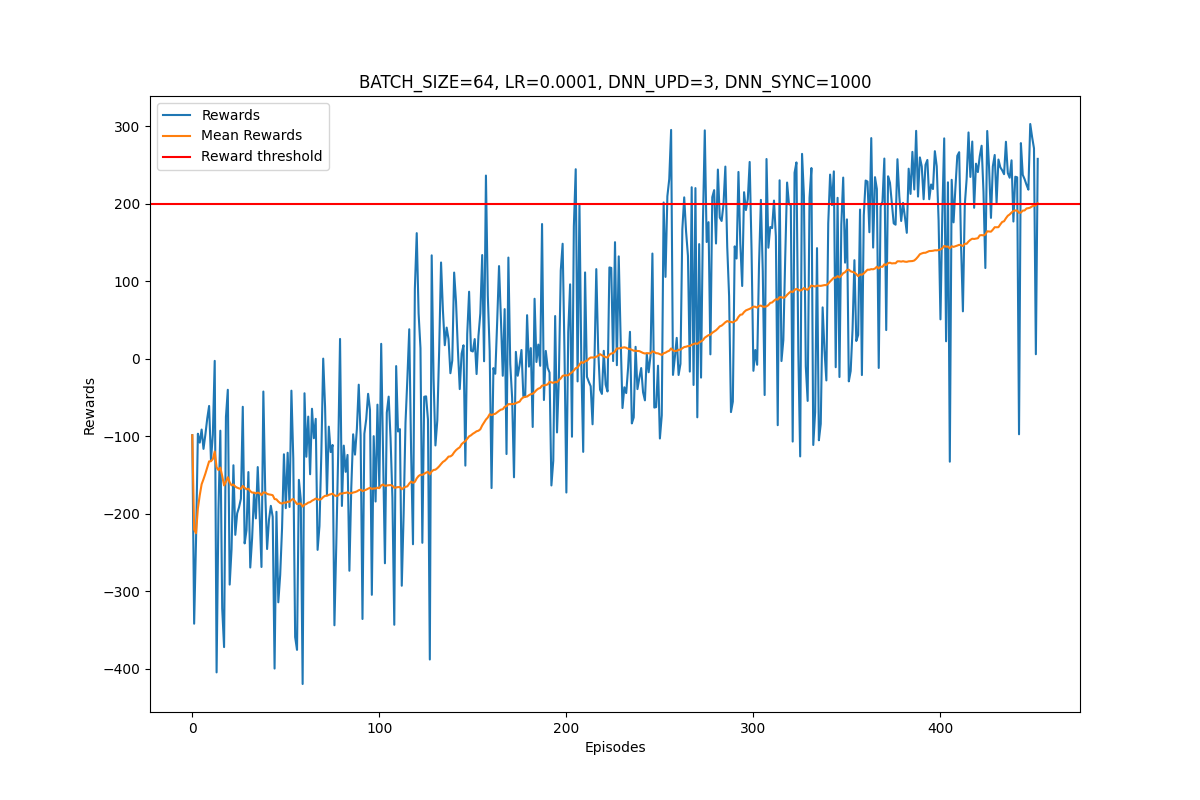 BATCH_SIZE=64, LR=0.0001, DNN_UPD=3, DNN_SYNC=1000
Rewards
Mean Rewards
Reward threshold
300
200
100
0
−100
−200
−300
−400
Rewards
0 100 200 300 400
Episodes